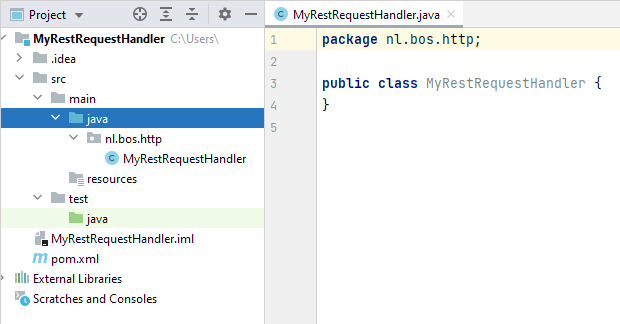 Project
MyRestRequestHandler C:\Users\
.idea
src
main
java
nl.bos.http
MyRestRequestHandler
resources
test
java
MyRestRequestHandler.iml
pom.xml
External Libraries
Scratches and Consoles
MyRestRequestHandler.java
1 package nl.bos.http;
2
3 public class MyRestRequestHandler {
4 }
5